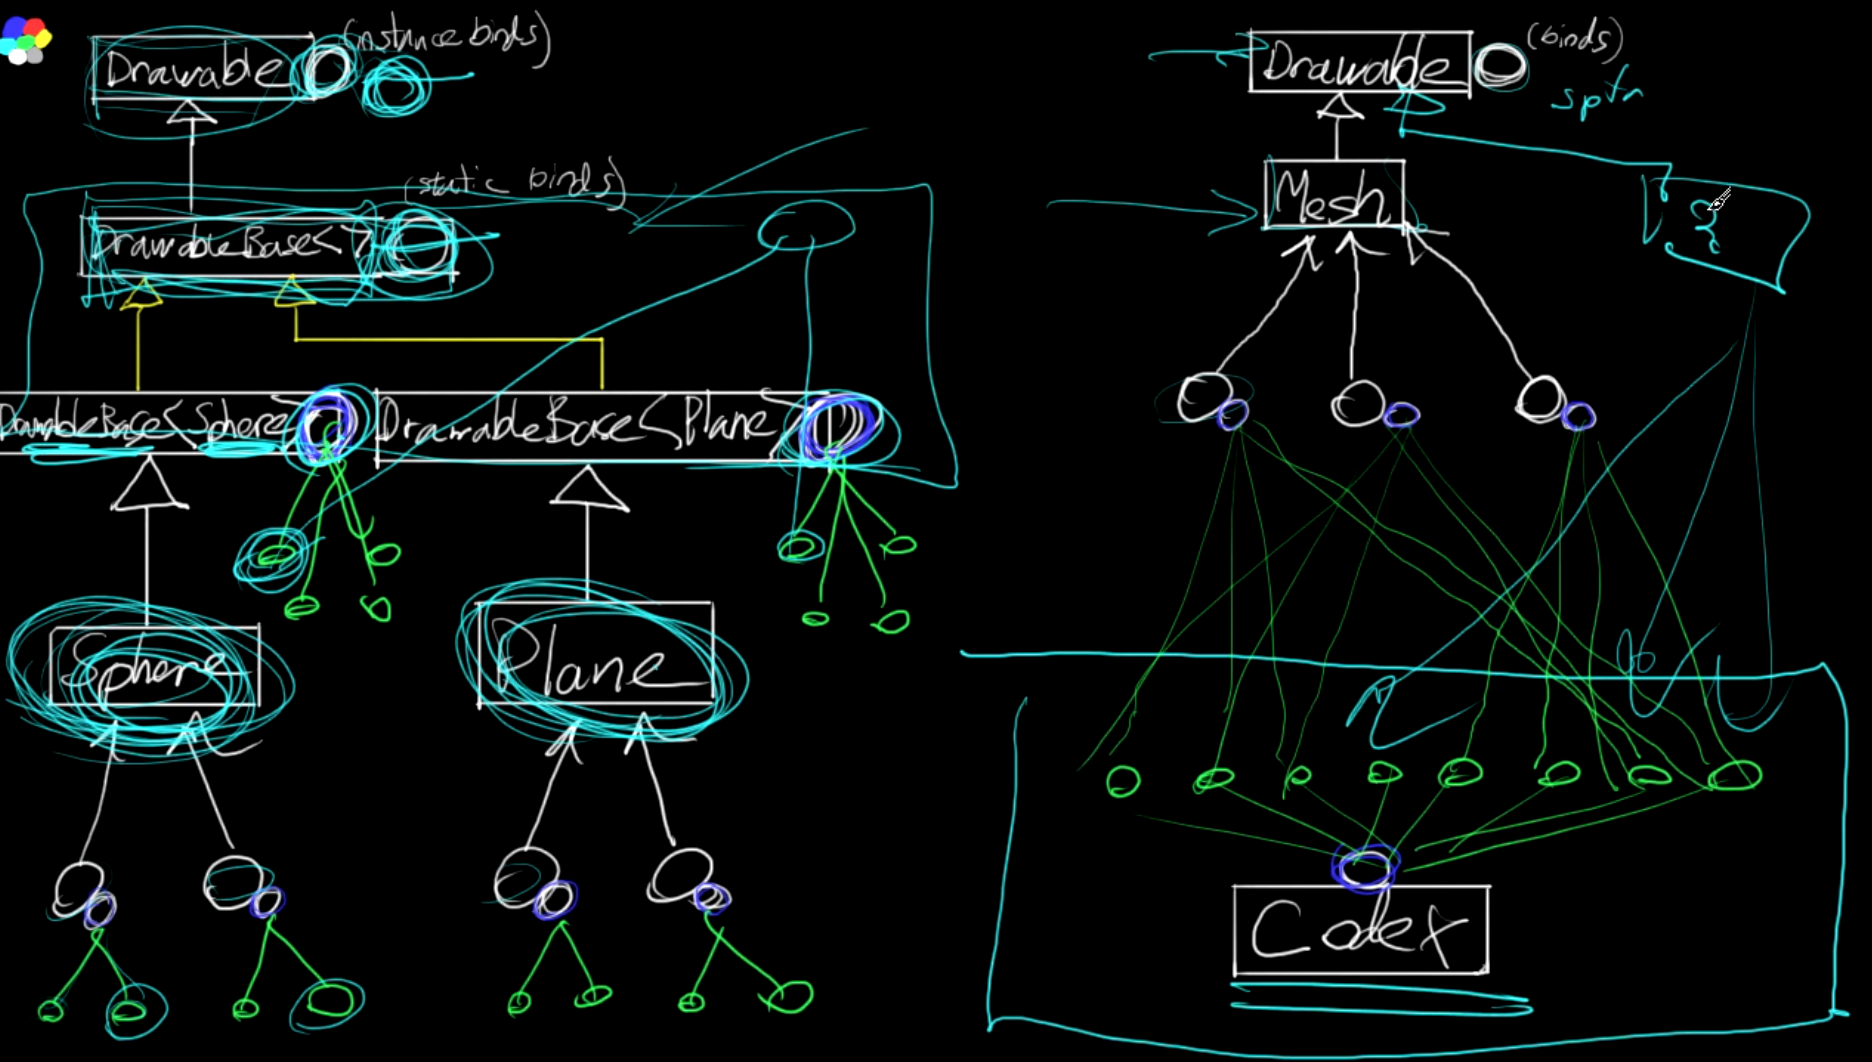 Drawable (instance binds)
(static binds)
DrawableBase<>
DrawableBase<Sphere> DrawableBase<Plane>
Sphere
Plane
Drawable (binds)
sptr
Mesh
?
Codex